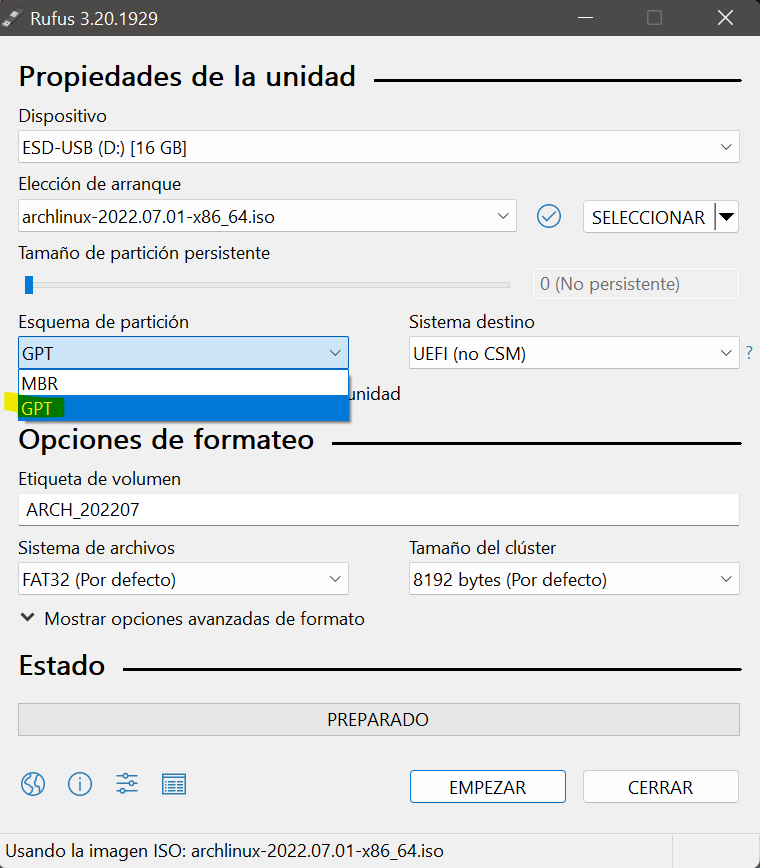 Rufus 3.20.1929
Propiedades de la unidad
Dispositivo
ESD-USB (D:) [16 GB]
Elección de arranque
archlinux-2022.07.01-x86_64.iso
SELECCIONAR
Tamaño de partición persistente
0 (No persistente)
Esquema de partición
Sistema destino
GPT
UEFI (no CSM)
?
MBR
unidad
GPT
Opciones de formateo
Etiqueta de volumen
ARCH_202207
Sistema de archivos
Tamaño del clúster
FAT32 (Por defecto)
8192 bytes (Por defecto)
Mostrar opciones avanzadas de formato
Estado
PREPARADO
EMPEZAR
CERRAR
Usando la imagen ISO: archlinux-2022.07.01-x86_64.iso